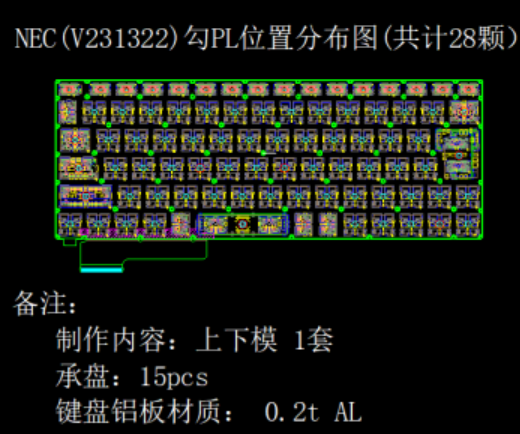 NEC(V231322)勾PL位置分布图(共计28颗)
备注:
制作内容: 上下模 1套
承盘: 15pcs
键盘铝板材质: 0.2t AL